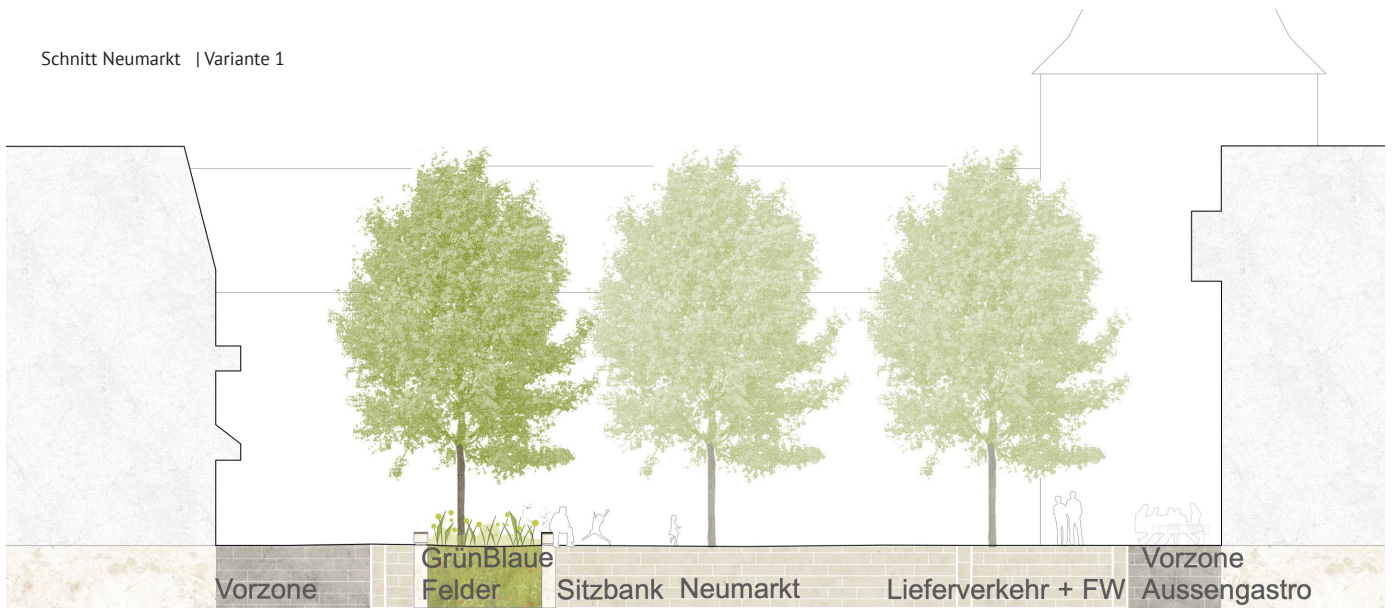 Schnitt Neumarkt | Variante 1
Vorzone
GrünBlaue
Felder
Sitzbank
Neumarkt
Lieferverkehr + FW
Vorzone
Aussengastro